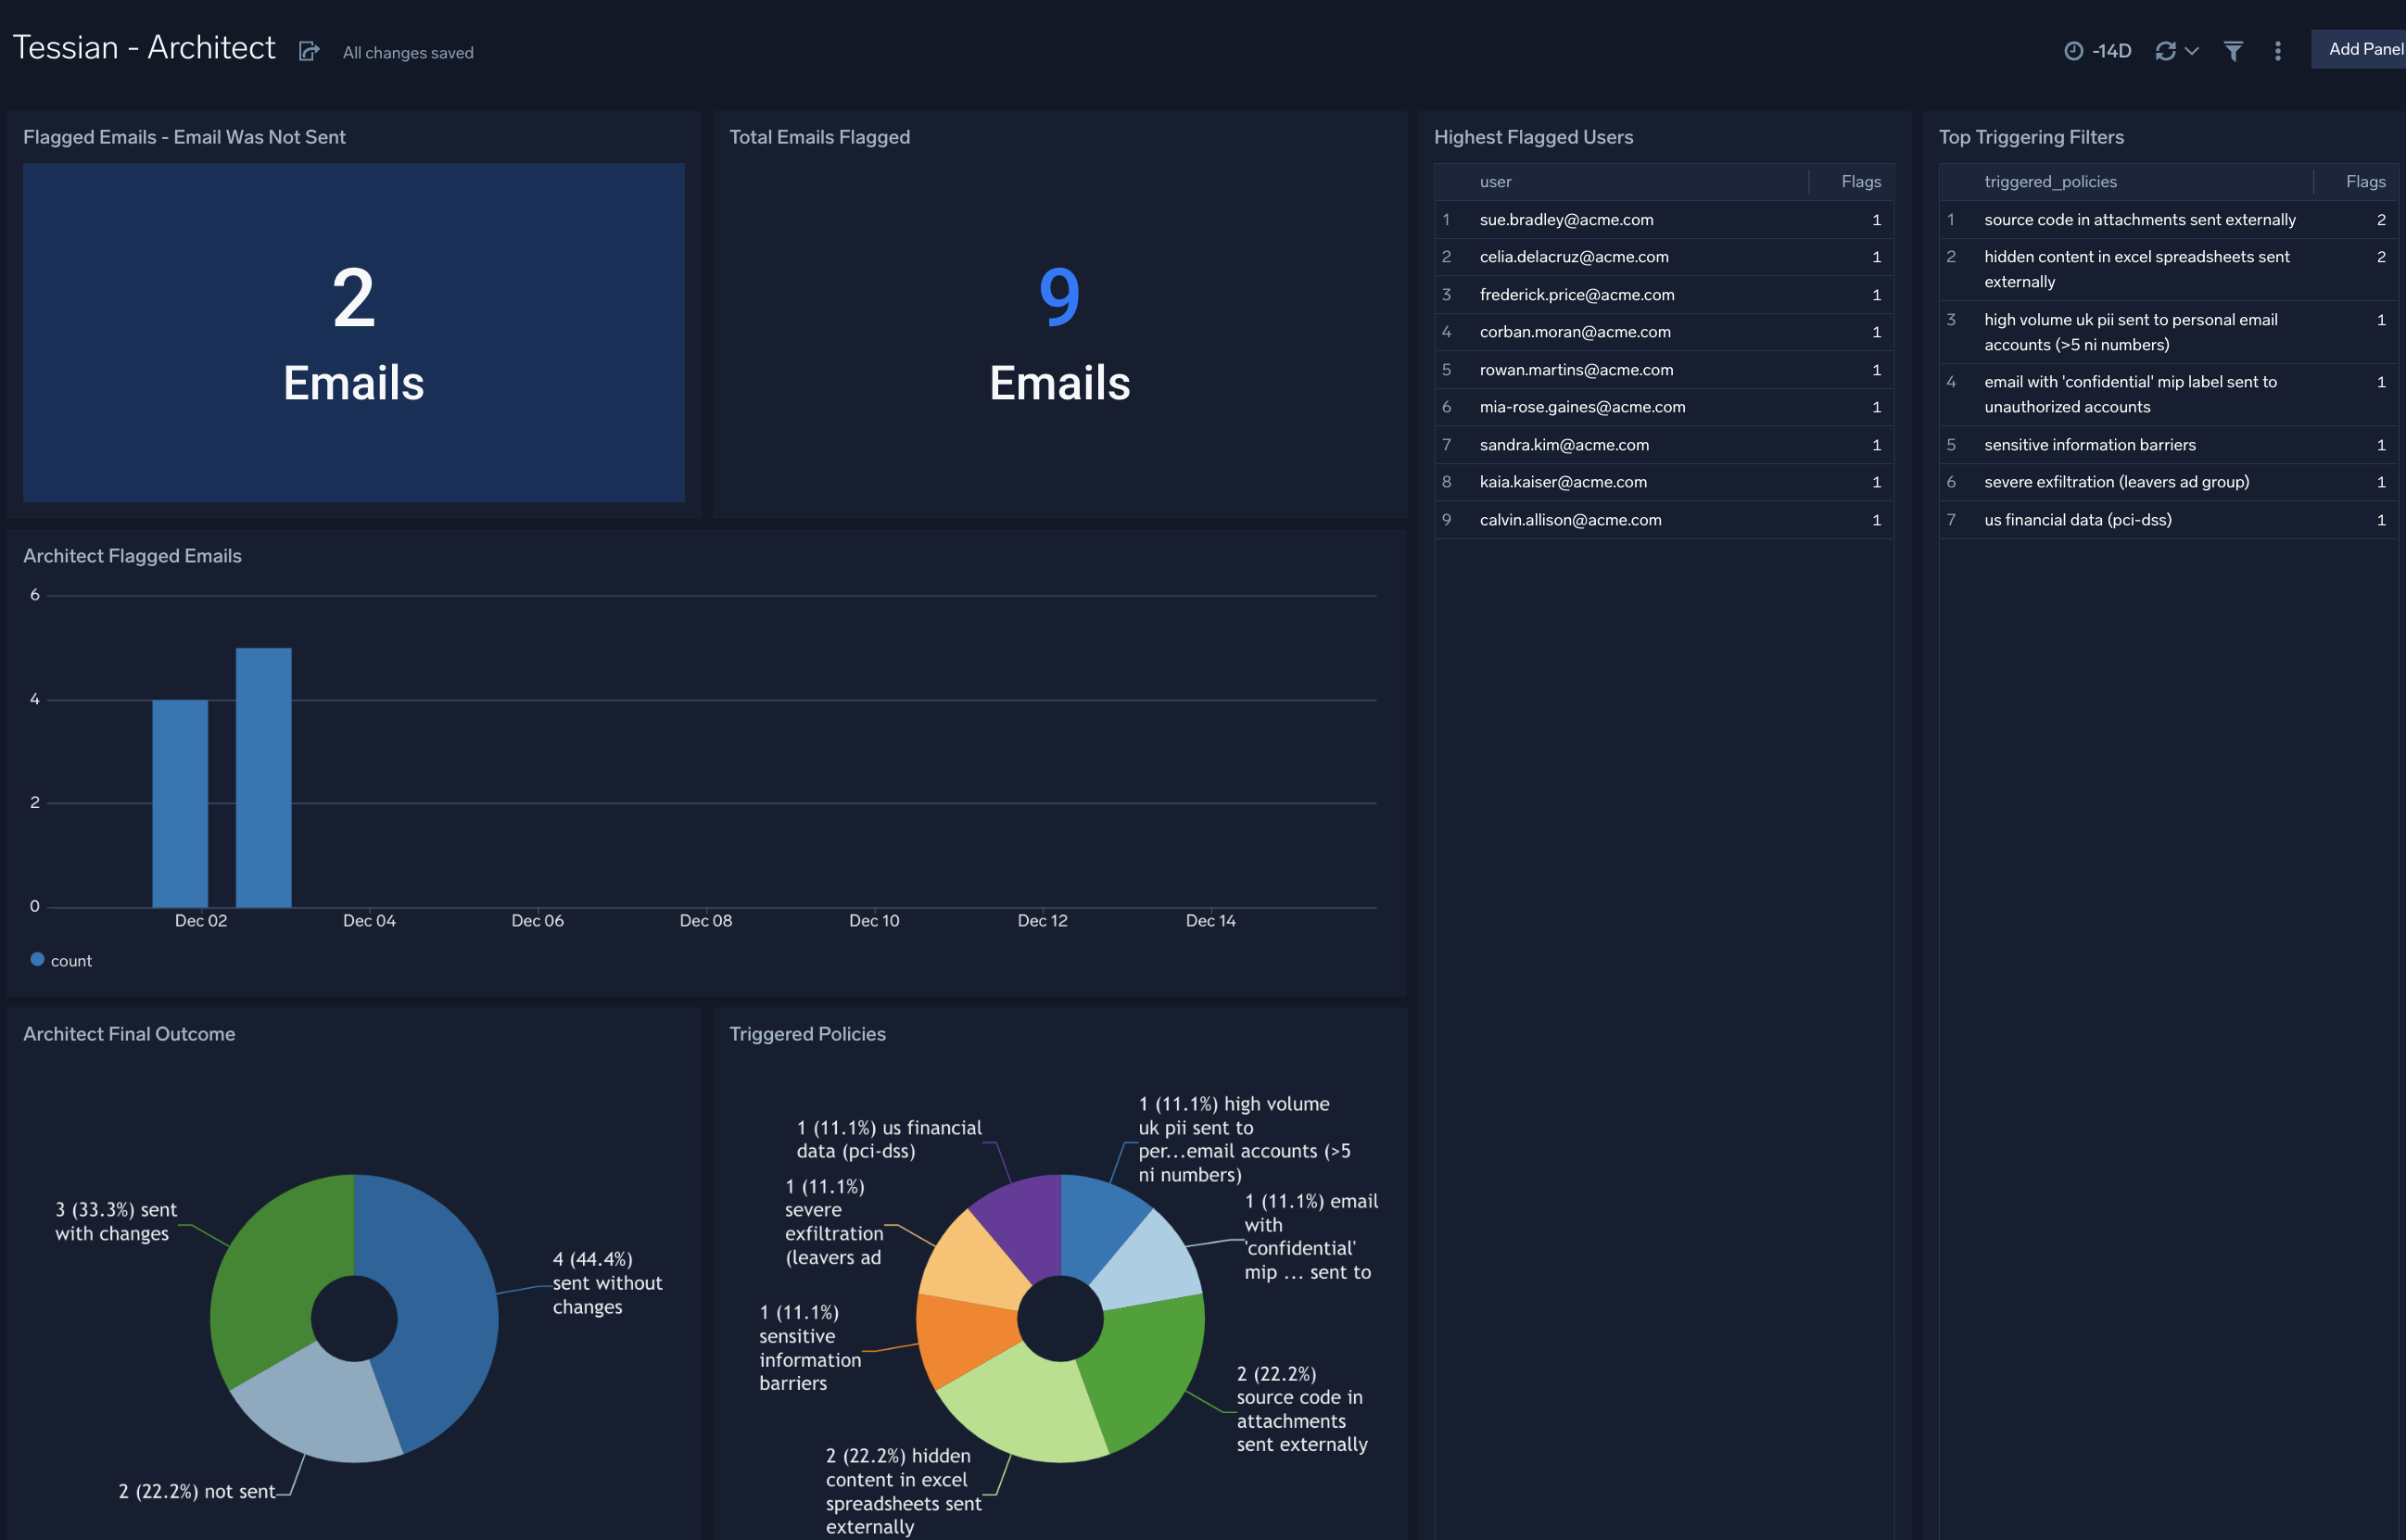 Tessian - Architect
All changes saved
-14D
Add Panel
Flagged Emails - Email Was Not Sent
2
Emails
Total Emails Flagged
9
Emails
Highest Flagged Users
user Flags
1 sue.bradley@acme.com 1
2 celia.delacruz@acme.com 1
3 frederick.price@acme.com 1
4 corban.moran@acme.com 1
5 rowan.martins@acme.com 1
6 mia-rose.gaines@acme.com 1
7 sandra.kim@acme.com 1
8 kaia.kaiser@acme.com 1
9 calvin.allison@acme.com 1
Top Triggering Filters
triggered_policies Flags
1 source code in attachments sent externally 2
2 hidden content in excel spreadsheets sent 2
externally
3 high volume uk pii sent to personal email 1
accounts (>5 ni numbers)
4 email with 'confidential' mip label sent to 1
unauthorized accounts
5 sensitive information barriers 1
6 severe exfiltration (leavers ad group) 1
7 us financial data (pci-dss) 1
Architect Flagged Emails
6
4
2
0
Dec 02 Dec 04 Dec 06 Dec 08 Dec 10 Dec 12 Dec 14
count
Architect Final Outcome
3 (33.3%) sent
with changes
4 (44.4%)
sent without
changes
2 (22.2%) not sent
Triggered Policies
1 (11.1%) high volume
uk pii sent to
per...email accounts (>5
ni numbers)
1 (11.1%) us financial
data (pci-dss)
1 (11.1%)
severe
exfiltration
(leavers ad
1 (11.1%) email
with
'confidential'
mip ... sent to
1 (11.1%)
sensitive
information
barriers
2 (22.2%)
source code in
attachments
sent externally
2 (22.2%) hidden
content in excel
spreadsheets sent
externally